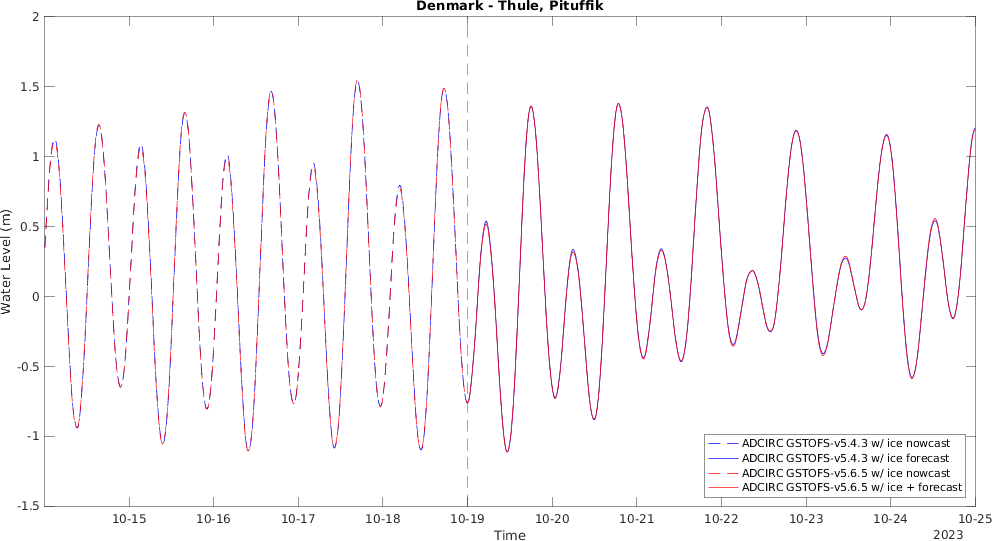 Denmark - Thule, Pituffik
Water Level (m)
2
1.5
1
0.5
0
-0.5
-1
-1.5
ADCIRC GSTOFS-v5.4.3 w/ ice nowcast
ADCIRC GSTOFS-v5.4.3 w/ ice forecast
ADCIRC GSTOFS-v5.6.5 w/ ice nowcast
ADCIRC GSTOFS-v5.6.5 w/ ice + forecast
10-15 10-16 10-17 10-18 10-19 10-20 10-21 10-22 10-23 10-24 10-25
Time
2023